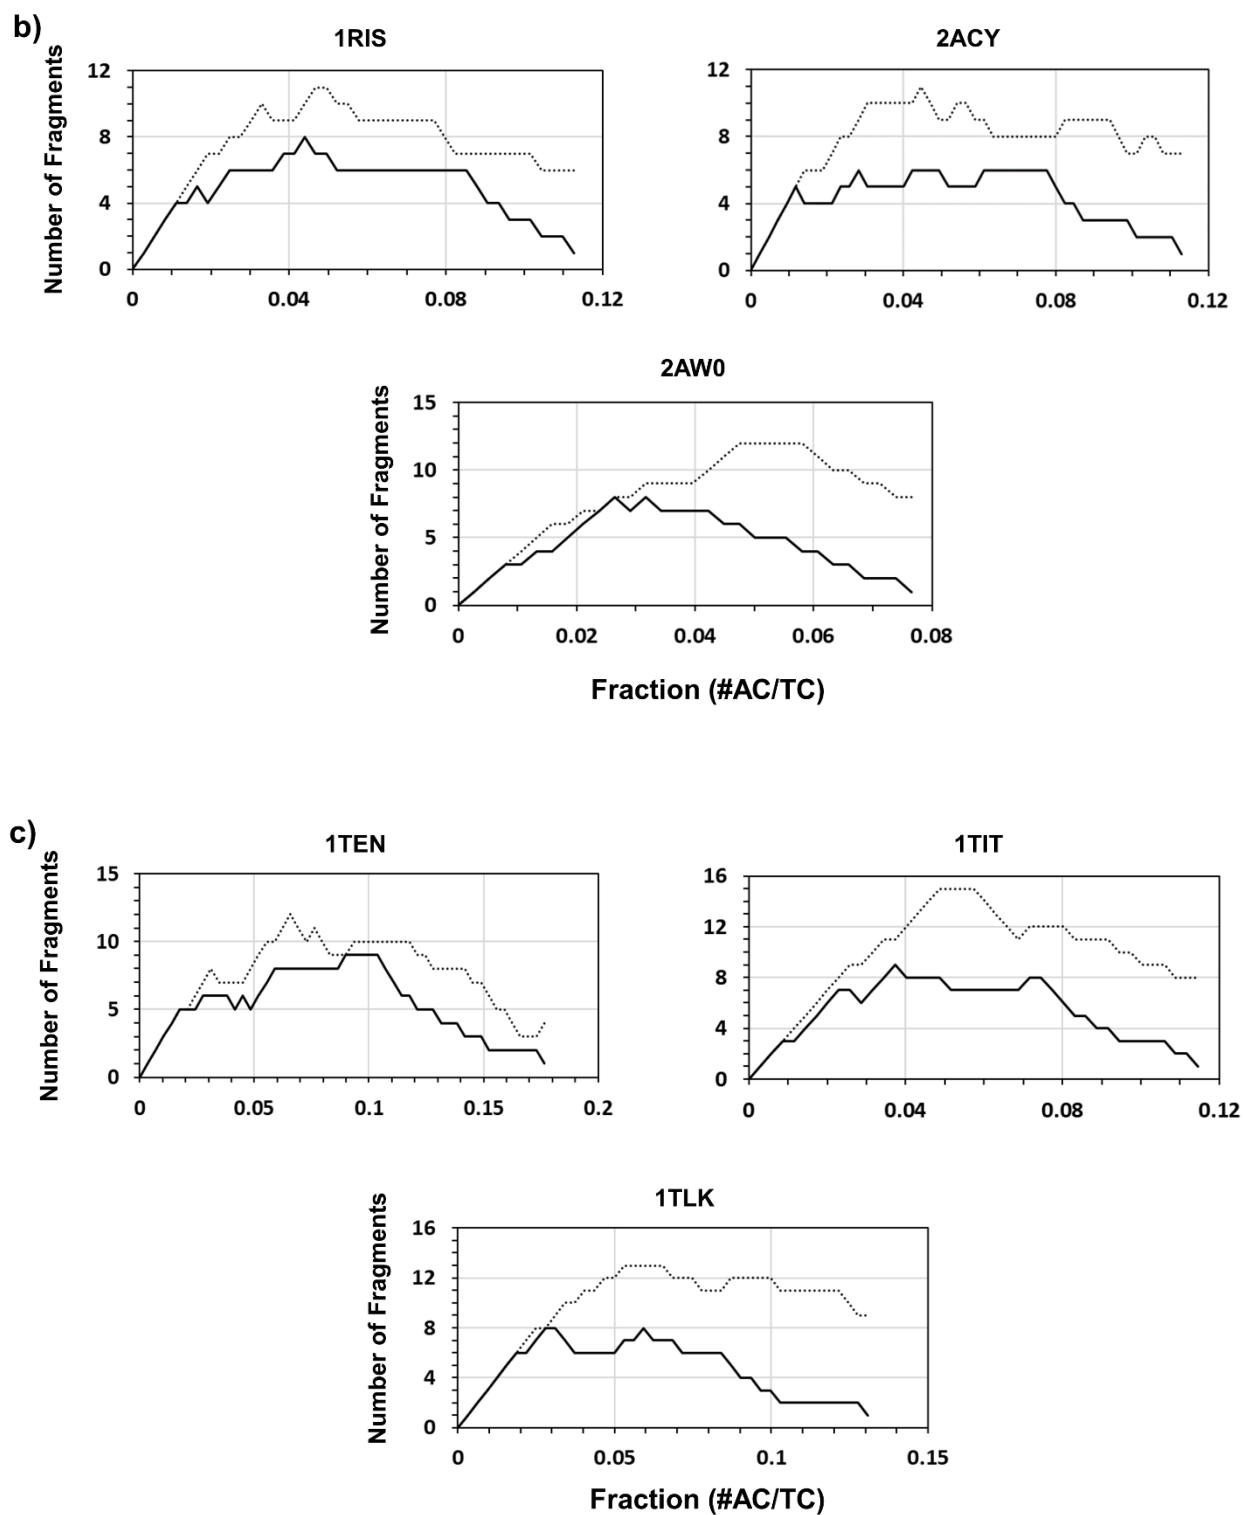 b)
1RIS
Number of Fragments
12
8
4
0
0 0.04 0.08 0.12
2ACY
12
8
4
0
0 0.04 0.08 0.12
2AW0
Number of Fragments
15
10
5
0
0 0.02 0.04 0.06 0.08
Fraction (#AC/TC)
c)
1TEN
Number of Fragments
15
10
5
0
0 0.05 0.1 0.15 0.2
1TIT
16
12
8
4
0
0 0.04 0.08 0.12
1TLK
Number of Fragments
16
12
8
4
0
0 0.05 0.1 0.15
Fraction (#AC/TC)